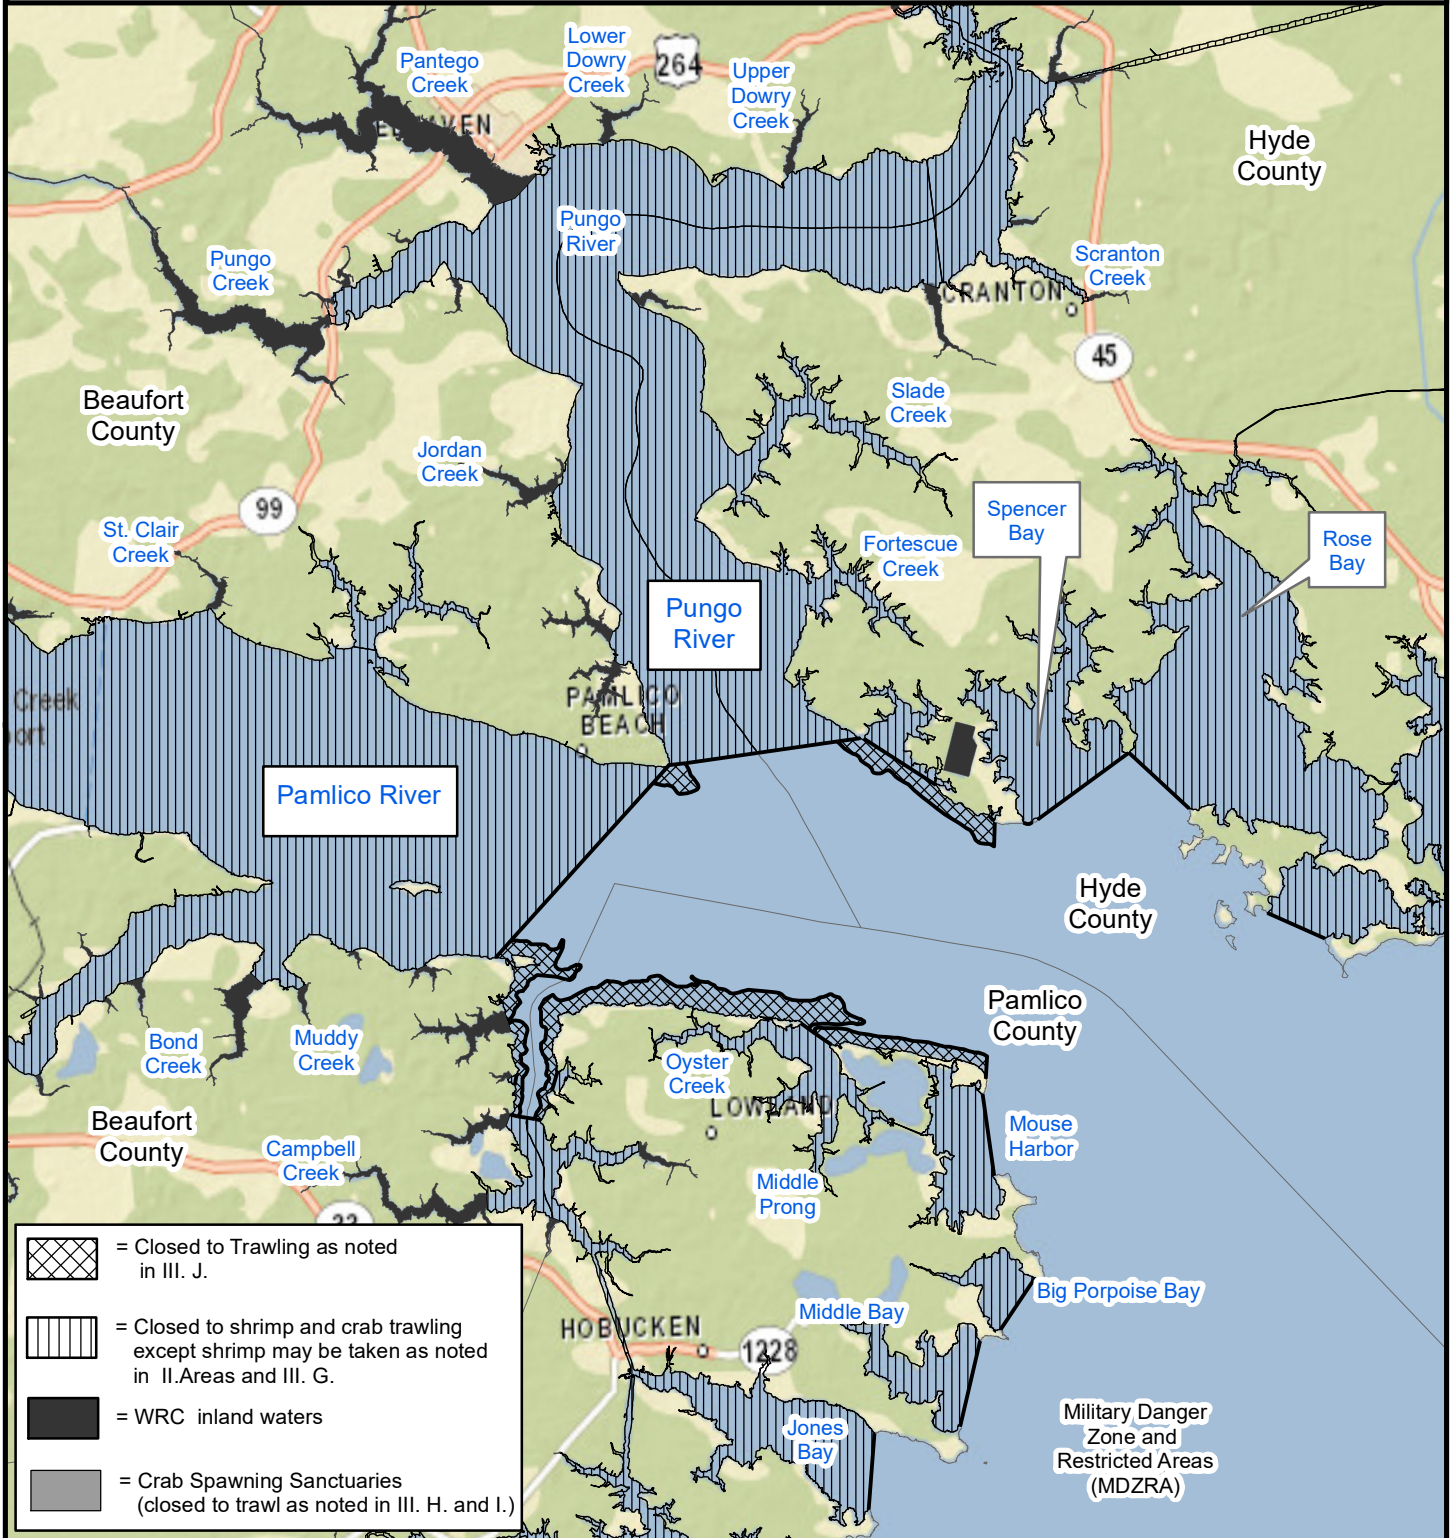 Lower
Dowry
Creek
Pantego
Creek
264
Upper
Dowry
Creek
Hyde
County
Pungo
River
Pungo
Creek
Scranton
Creek
CRANTON
45
Beaufort
County
Slade
Creek
Jordan
Creek
99
St. Clair
Creek
Spencer
Bay
Rose
Bay
Fortescue
Creek
Pungo
River
PAMLICO
BEACH
Creek
ort
Pamlico River
Hyde
County
Pamlico
County
Bond
Creek
Muddy
Creek
Oyster
Creek
LOWLAND
Beaufort
County
Mouse
Harbor
Campbell
Creek
Middle
Prong
33
Big Porpoise Bay
Middle Bay
HOBUCKEN
1228
Jones
Bay
Military Danger
Zone and
Restricted Areas
(MDZRA)
= Closed to Trawling as noted
in III. J.
= Closed to shrimp and crab trawling
except shrimp may be taken as noted
in II.Areas and III. G.
= WRC inland waters
= Crab Spawning Sanctuaries
(closed to trawl as noted in III. H. and I.)